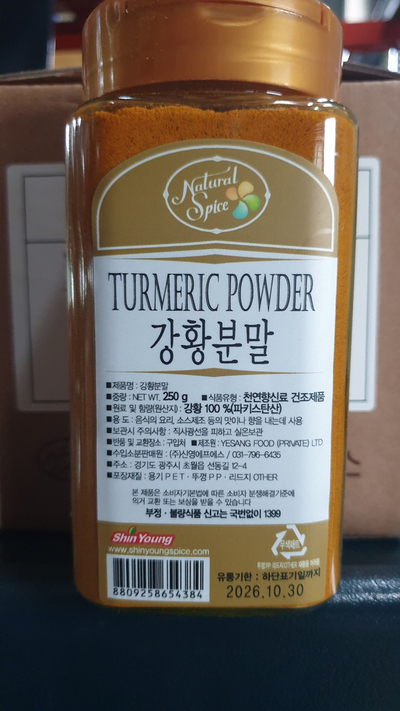 Natural
Spice
TURMERIC POWDER
강황분말
■제품명 : 강황분말
■중량 : NET WT. 250 g ■식품유형 : 천연향신료 건조제품
■원료 및 함량(원산지) : 강황 100 %(파키스탄산)
■용 도 : 음식의 요리, 소스제조 등의 맛이나 향을 내는데 사용
■보관시 주의사항 : 직사광선을 피하고 실온보관
■반품 및 교환장소 : 구입처 ■제조원 : YESANG FOOD (PRIVATE) LTD
■수입소분판매원 : (주)신영에프에스 / 031-796-6435
■주소 : 경기도 광주시 초월읍 선동길 12-4
■포장재질 : 용기 P E T · 뚜껑 P P · 리드지 OTHER
본 제품은 소비자기본법에 따른 소비자 분쟁해결기준에
의거 교환 또는 보상을 받을 수 있습니다
부정 · 불량식품 신고는 국번없이 1399
Shin Young
www.shinyoungspice.com
무색페트
8809258654384
유통기한 : 하단표기일까지
2026.10.30